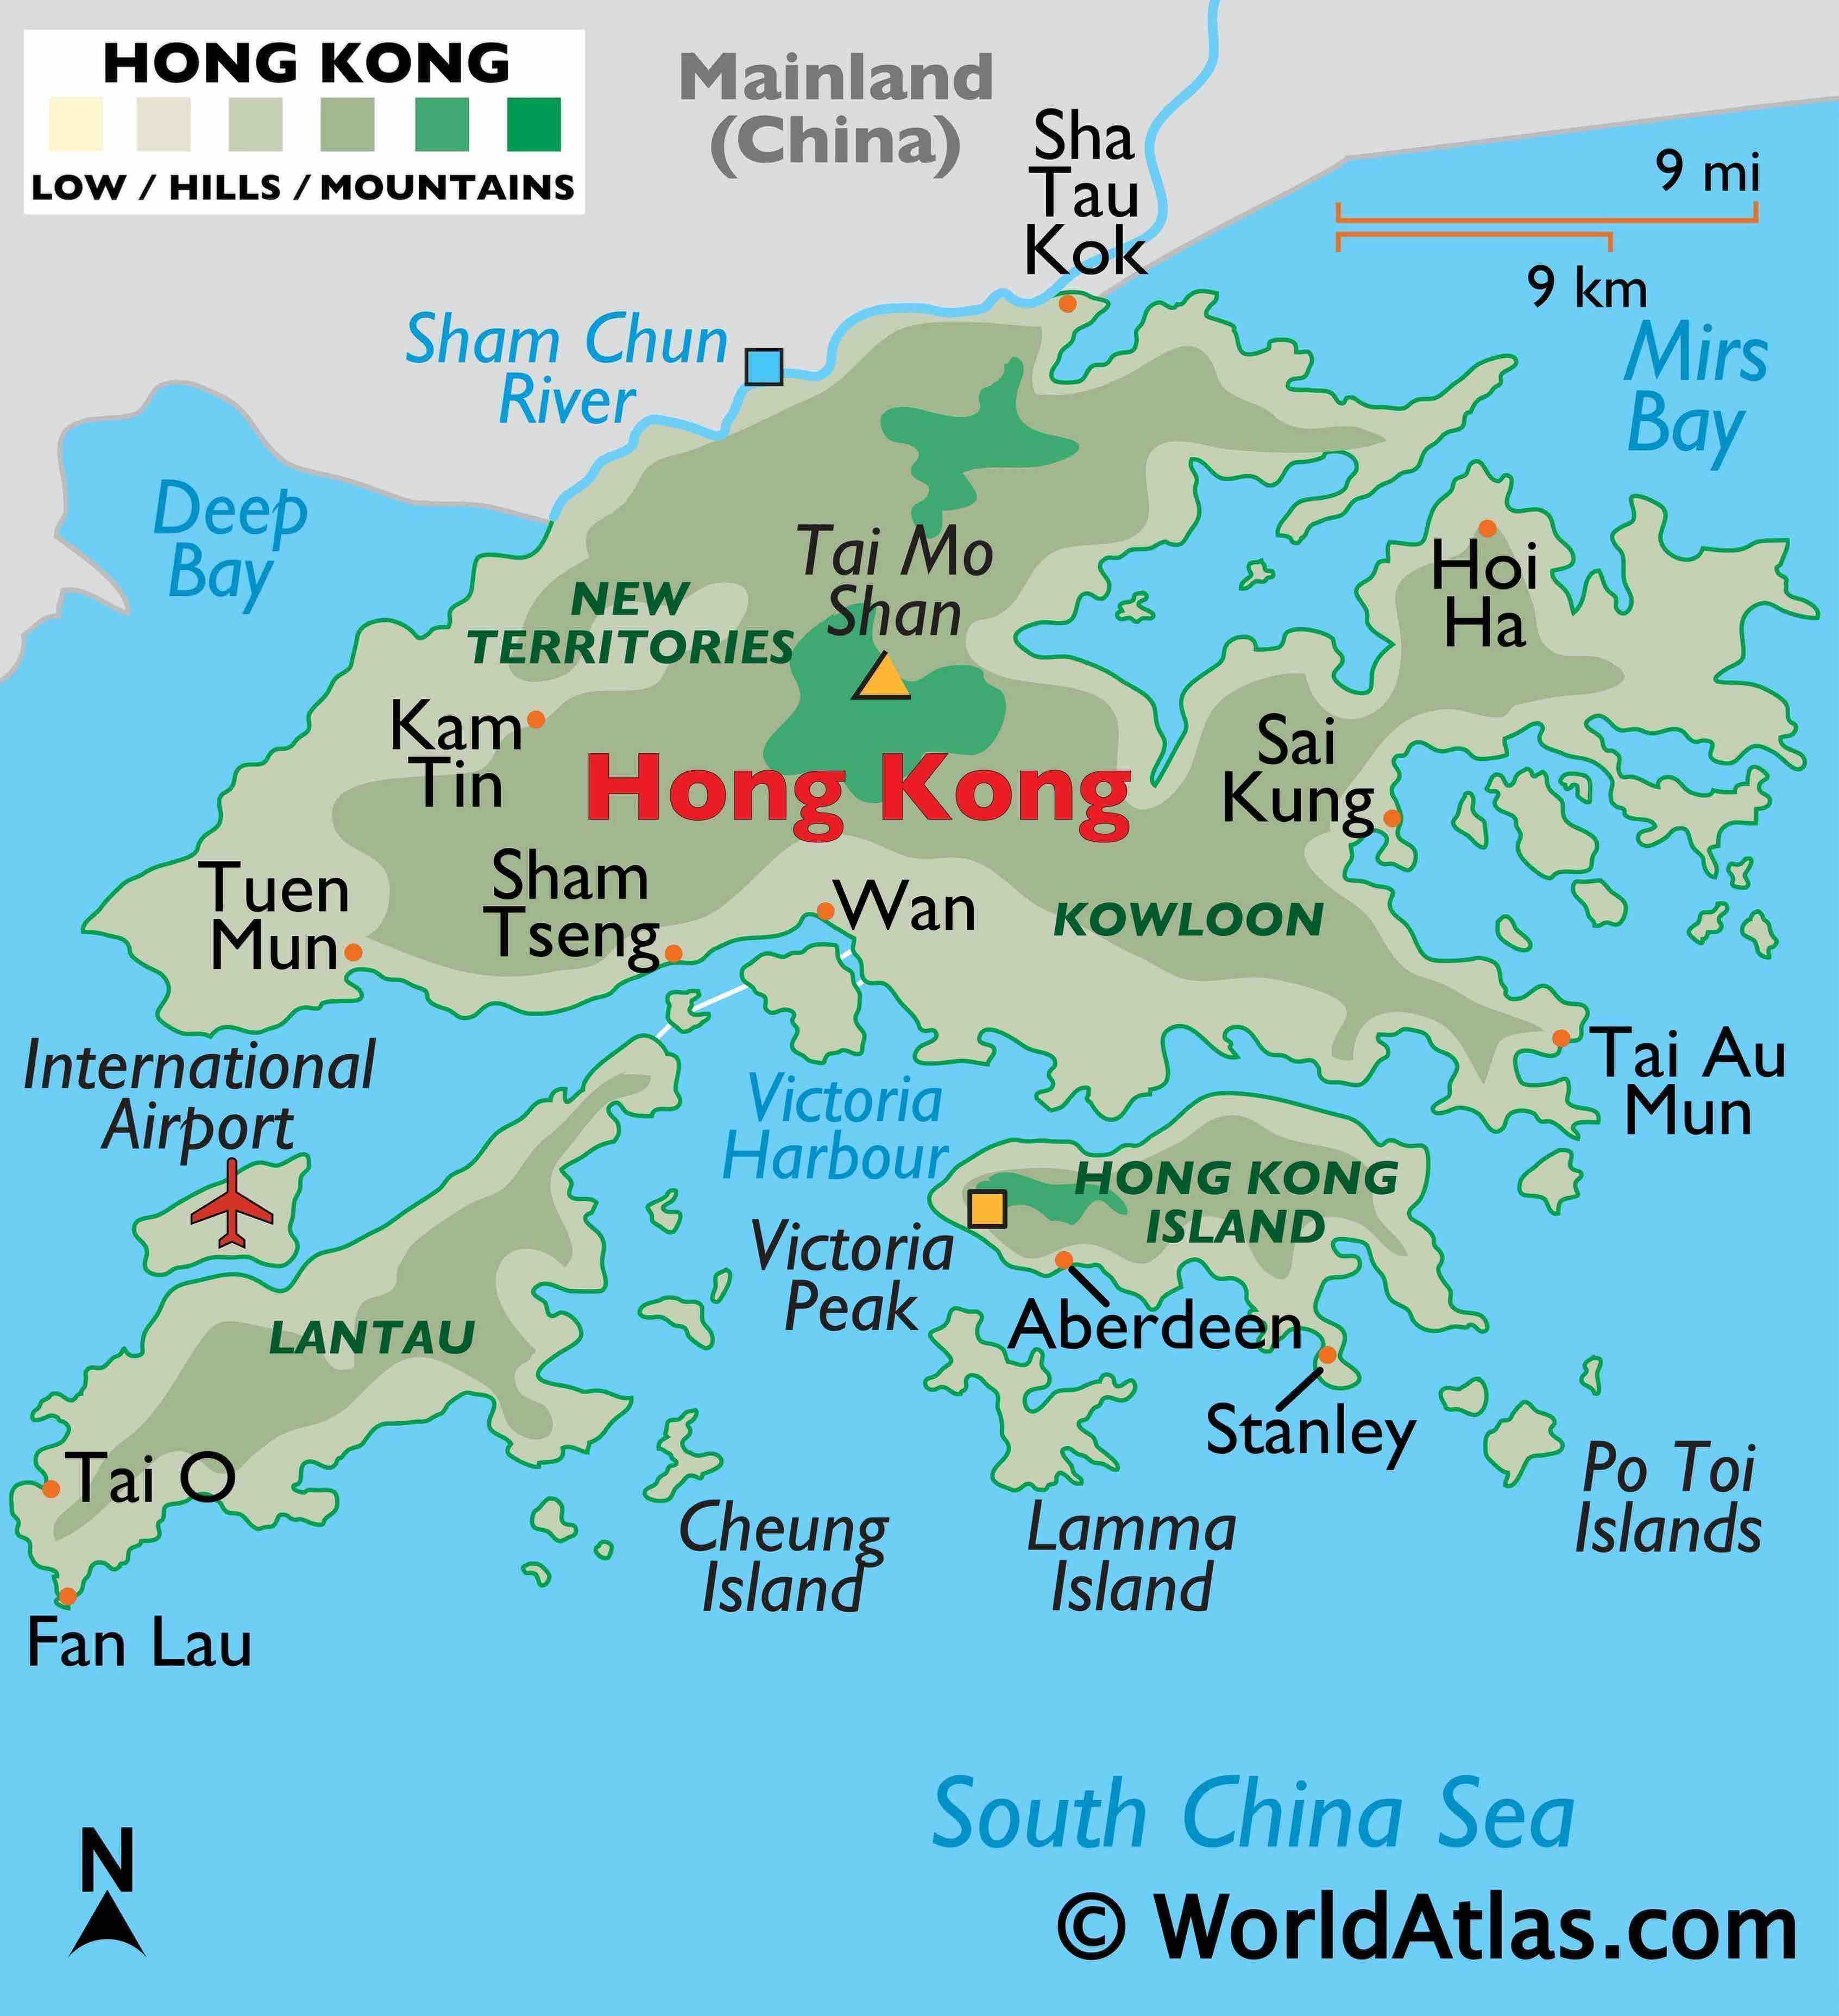 HONG KONG
LOW / HILLS / MOUNTAINS
Mainland
(China)
Sha
Tau
Kok
9 mi
9 km
Mirs
Bay
Sham Chun
River
Deep
Bay
Tai Mo
Shan
NEW
TERRITORIES
Hoi
Ha
Kam
Tin
Hong Kong
Sai
Kung
Tuen
Mun
Sham
Tseng
Wan
KOWLOON
International
Airport
Tai Au
Mun
Victoria
Harbour
HONG KONG
ISLAND
Victoria
Peak
Aberdeen
LANTAU
Stanley
Tai O
Po Toi
Islands
Cheung
Island
Lamma
Island
Fan Lau
South China Sea
N
© WorldAtlas.com